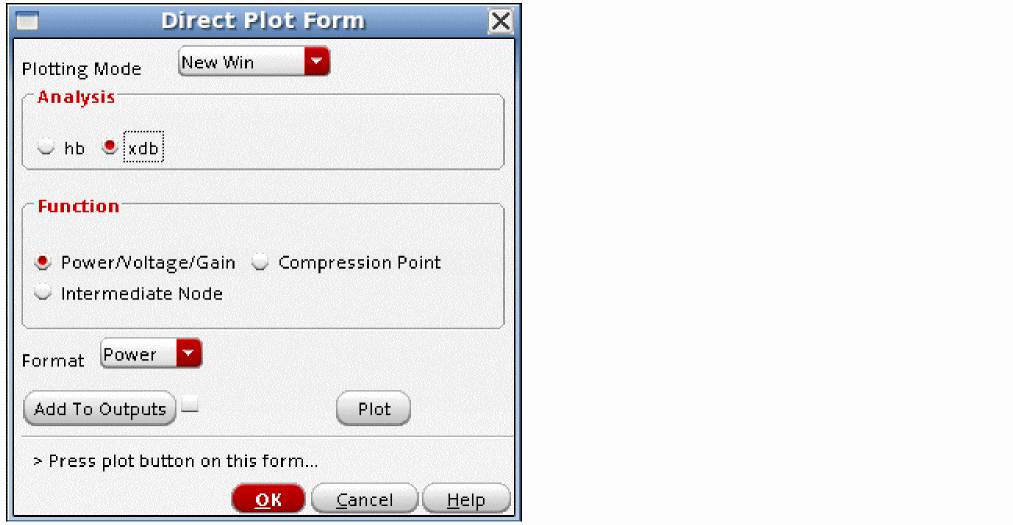 Direct Plot Form
Plotting Mode New Win
Analysis
hb xdb
Function
Power/Voltage/Gain Compression Point
Intermediate Node
Format Power
Add To Outputs Plot
> Press plot button on this form...
OK Cancel Help